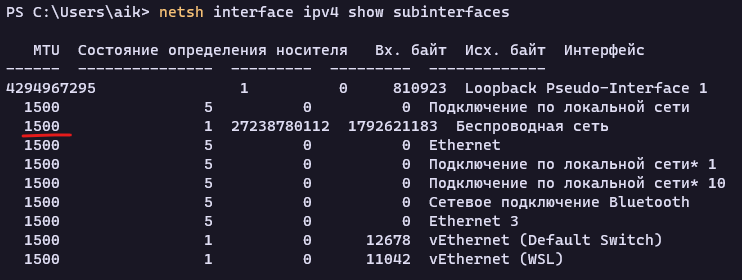 PS C:\Users\aik> netsh interface ipv4 show subinterfaces
MTU Состояние определения носителя Вх. байт Исх. байт Интерфейс
------ --------------- --------- --------- -------------
4294967295 1 0 810923 Loopback Pseudo-Interface 1
1500 5 0 0 Подключение по локальной сети
1500 1 27238780112 1792621183 Беспроводная сеть
1500 5 0 0 Ethernet
1500 5 0 0 Подключение по локальной сети* 1
1500 5 0 0 Подключение по локальной сети* 10
1500 5 0 0 Сетевое подключение Bluetooth
1500 5 0 0 Ethernet 3
1500 1 0 12678 vEthernet (Default Switch)
1500 1 0 11042 vEthernet (WSL)